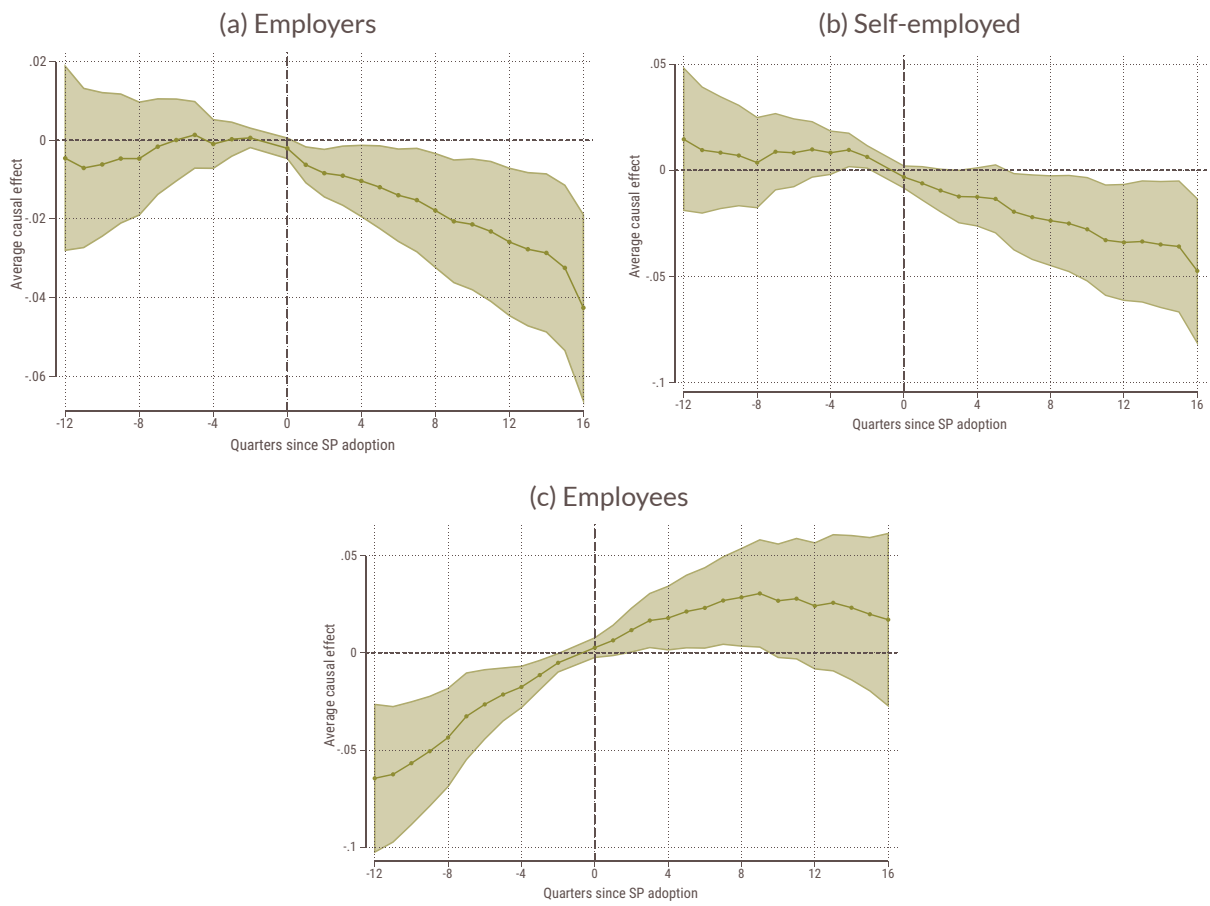 (a) Employers
.02
0
-.02
-.04
-.06
Average causal effect
-12 -8 -4 0 4 8 12 16
Quarters since SP adoption
(b) Self-employed
.05
0
-.05
-.1
Average causal effect
-12 -8 -4 0 4 8 12 16
Quarters since SP adoption
(c) Employees
.05
0
-.05
-.1
Average causal effect
-12 -8 -4 0 4 8 12 16
Quarters since SP adoption